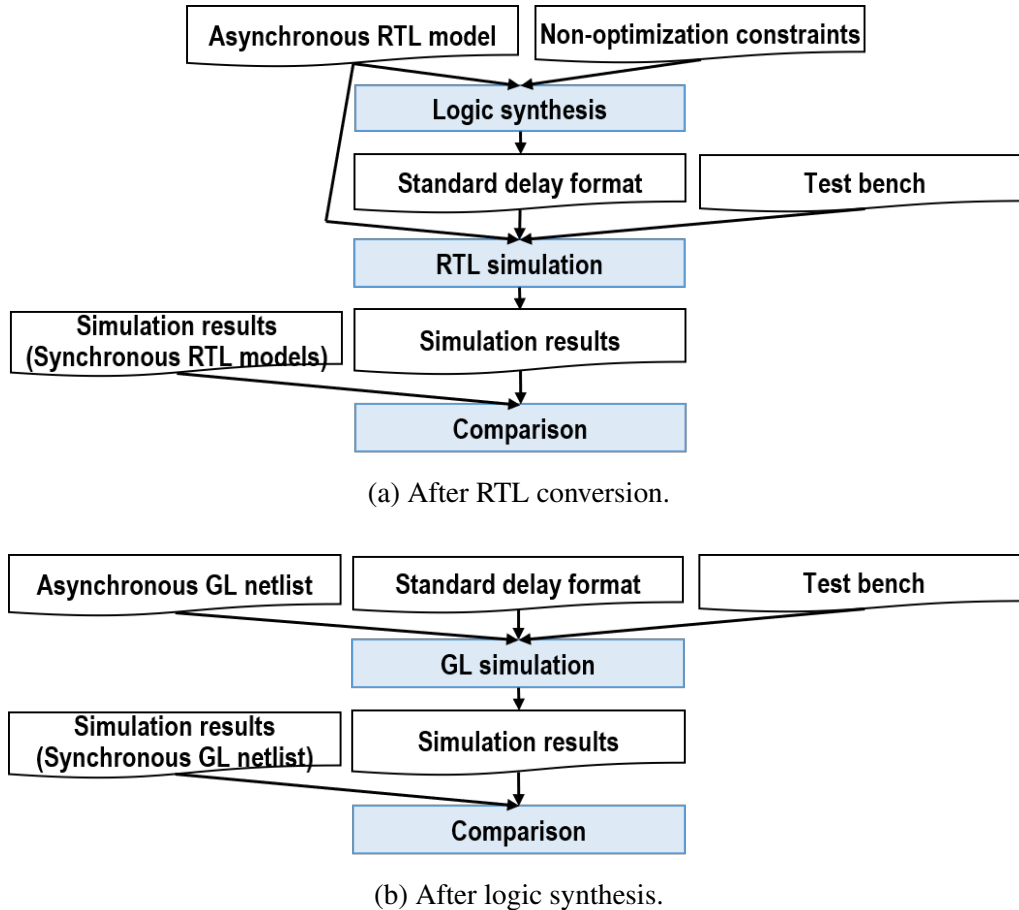 Asynchronous RTL model
Non-optimization constraints
Logic synthesis
Standard delay format
Test bench
RTL simulation
Simulation results
(Synchronous RTL models)
Simulation results
Comparison
(a) After RTL conversion.
Asynchronous GL netlist
Standard delay format
Test bench
GL simulation
Simulation results
(Synchronous GL netlist)
Simulation results
Comparison
(b) After logic synthesis.